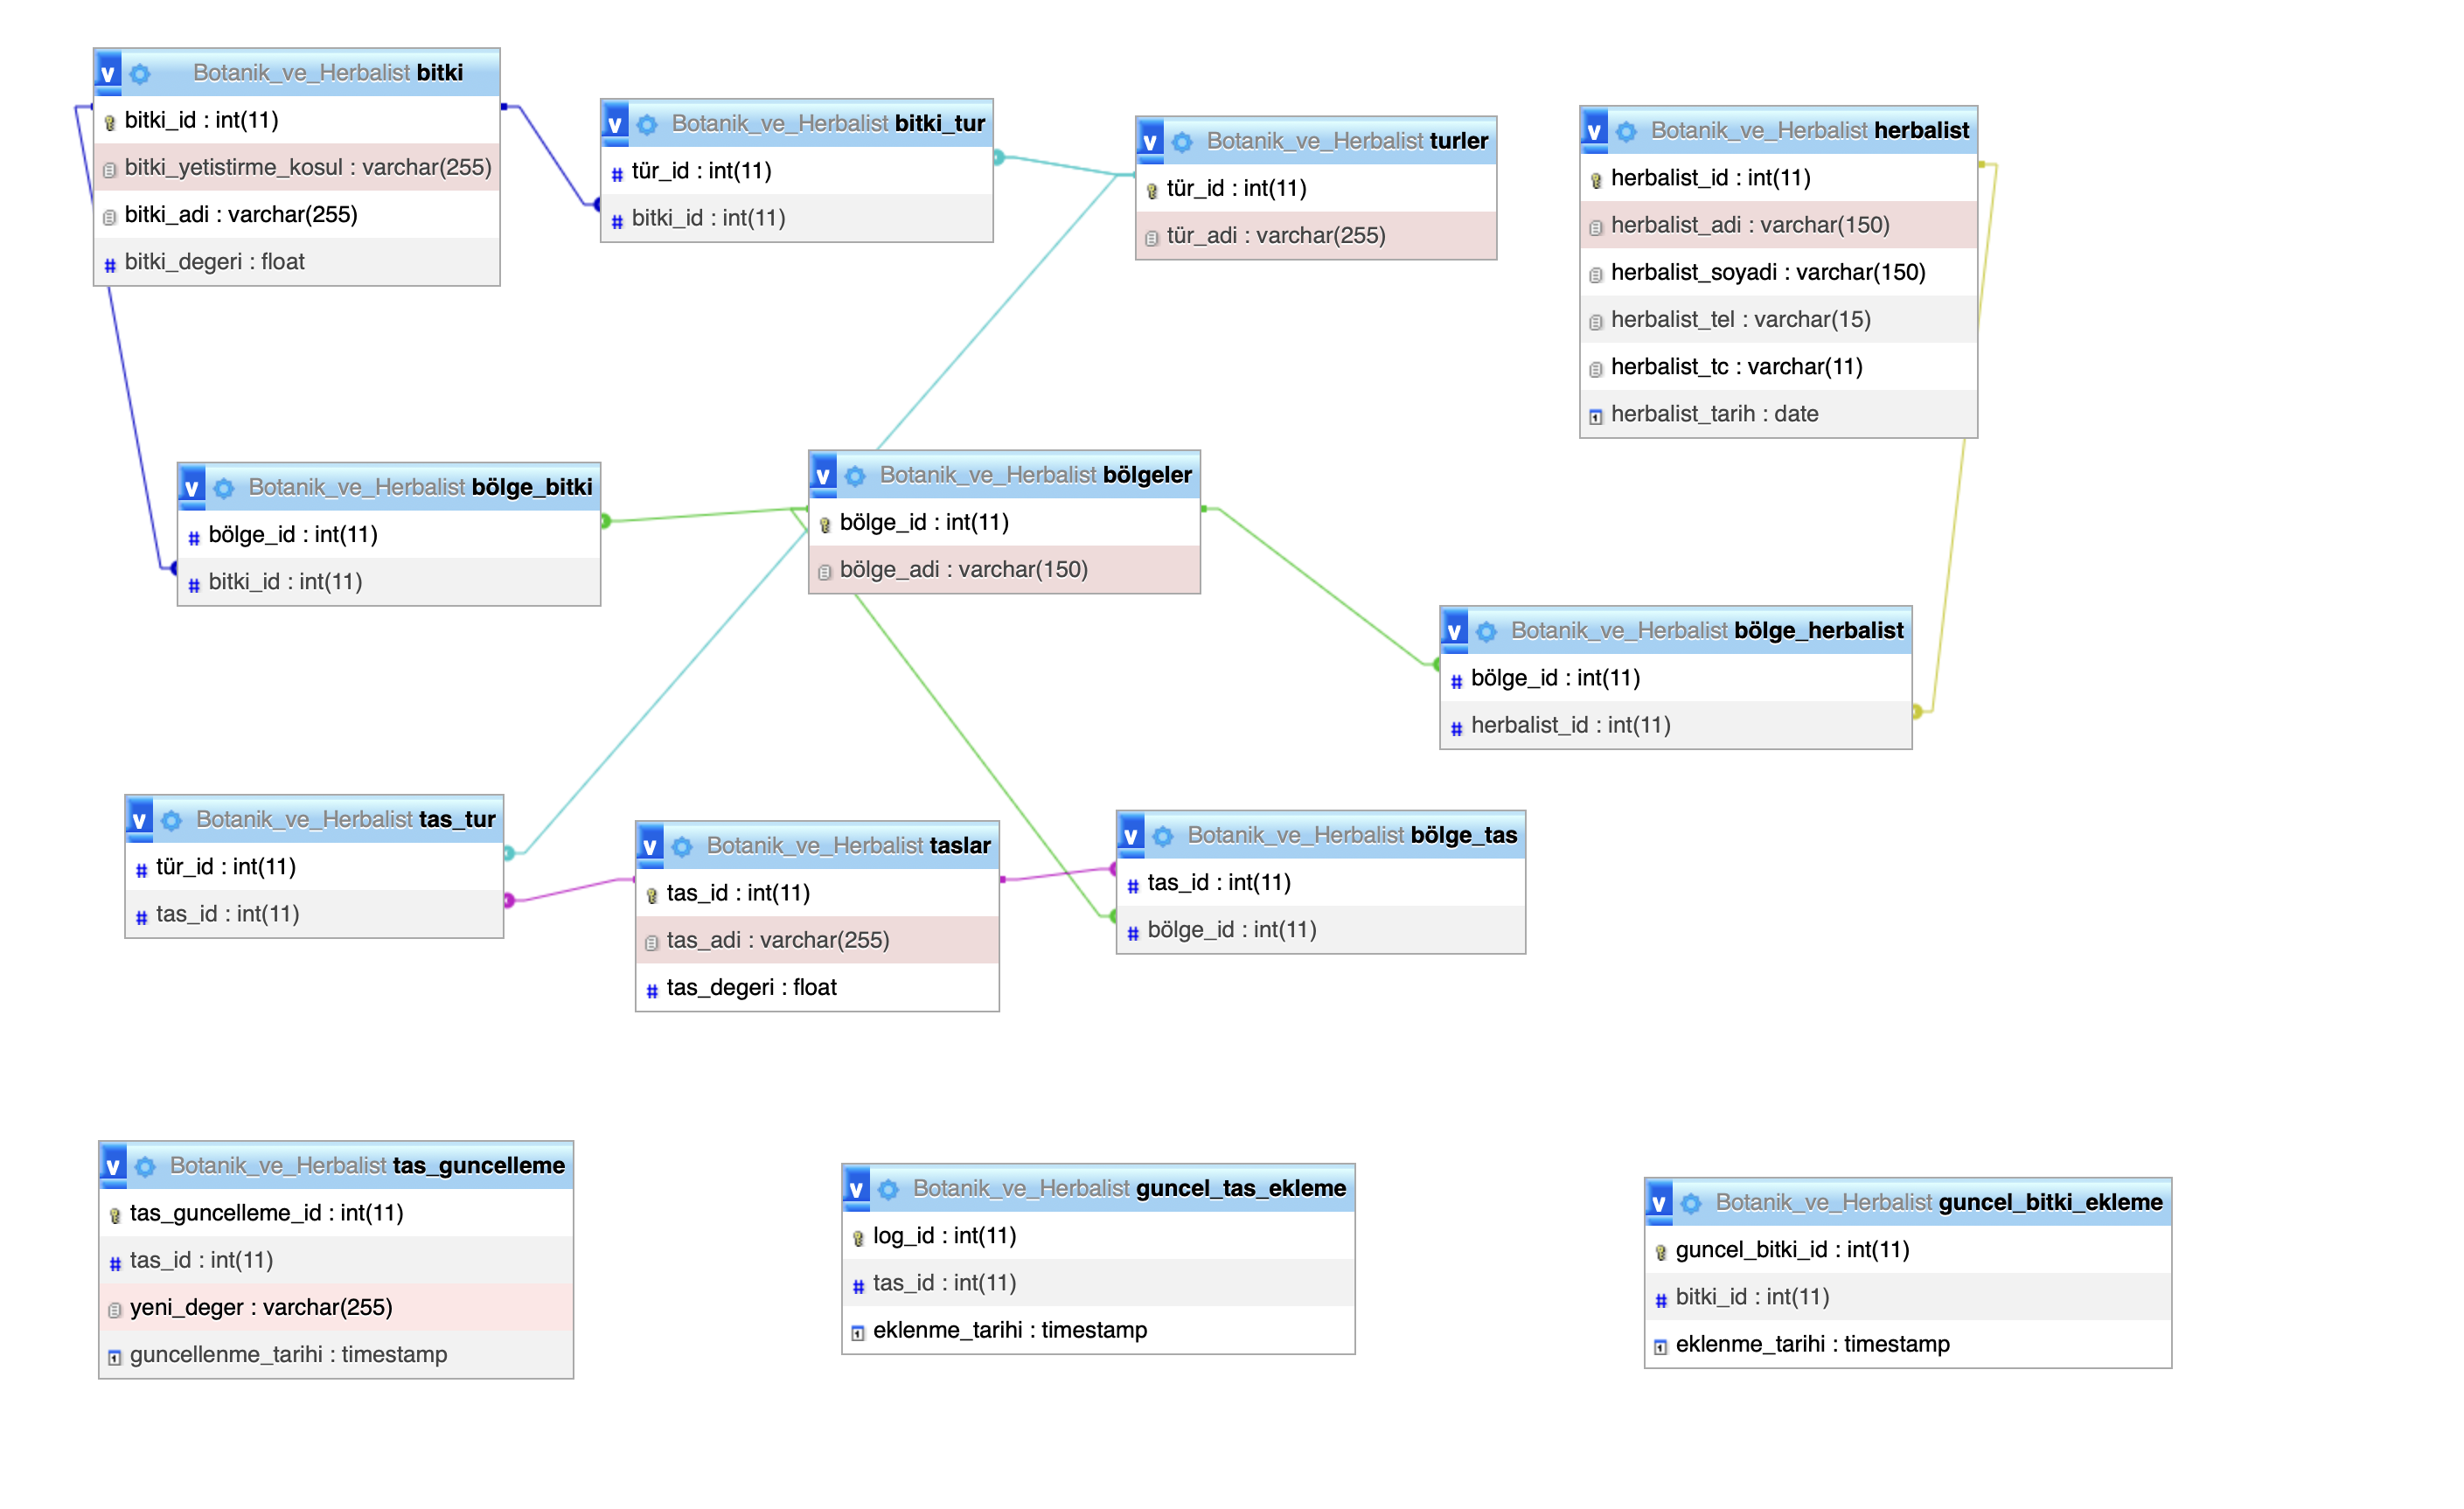 Botanik_ve_Herbalist bitki
bitki_id : int(11)
bitki_yetistirme_kosul : varchar(255)
bitki_adi : varchar(255)
bitki_degeri : float
Botanik_ve_Herbalist bitki_tur
tür_id : int(11)
bitki_id : int(11)
Botanik_ve_Herbalist turler
tür_id : int(11)
tür_adi : varchar(255)
Botanik_ve_Herbalist herbalist
herbalist_id : int(11)
herbalist_adi : varchar(150)
herbalist_soyadi : varchar(150)
herbalist_tel : varchar(15)
herbalist_tc : varchar(11)
herbalist_tarih : date
Botanik_ve_Herbalist bölge_bitki
bölge_id : int(11)
bitki_id : int(11)
Botanik_ve_Herbalist bölgeler
bölge_id : int(11)
bölge_adi : varchar(150)
Botanik_ve_Herbalist bölge_herbalist
bölge_id : int(11)
herbalist_id : int(11)
Botanik_ve_Herbalist tas_tur
tür_id : int(11)
tas_id : int(11)
Botanik_ve_Herbalist taslar
tas_id : int(11)
tas_adi : varchar(255)
tas_degeri : float
Botanik_ve_Herbalist bölge_tas
tas_id : int(11)
bölge_id : int(11)
Botanik_ve_Herbalist tas_guncelleme
tas_guncelleme_id : int(11)
tas_id : int(11)
yeni_deger : varchar(255)
guncellenme_tarihi : timestamp
Botanik_ve_Herbalist guncel_tas_ekleme
log_id : int(11)
tas_id : int(11)
eklenme_tarihi : timestamp
Botanik_ve_Herbalist guncel_bitki_ekleme
guncel_bitki_id : int(11)
bitki_id : int(11)
eklenme_tarihi : timestamp